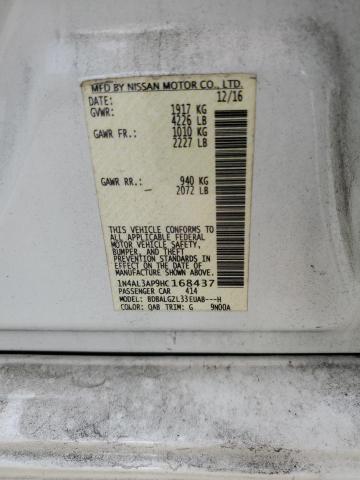 MFD BY NISSAN MOTOR CO., LTD.
DATE: 12/16
GVWR: 1917 KG
4226 LB
GAWR FR.: 1010 KG
2227 LB
GAWR RR.: 940 KG
2072 LB
THIS VEHICLE CONFORMS TO
ALL APPLICABLE FEDERAL
MOTOR VEHICLE SAFETY,
BUMPER, AND THEFT
PREVENTION STANDARDS IN
EFFECT ON THE DATE OF
MANUFACTURE SHOWN ABOVE.
1N4AL3AP9HC168437
PASSENGER CAR 414
MODEL: BDBALGZL33EUAB---H
COLOR: QAB TRIM: G 9N00A